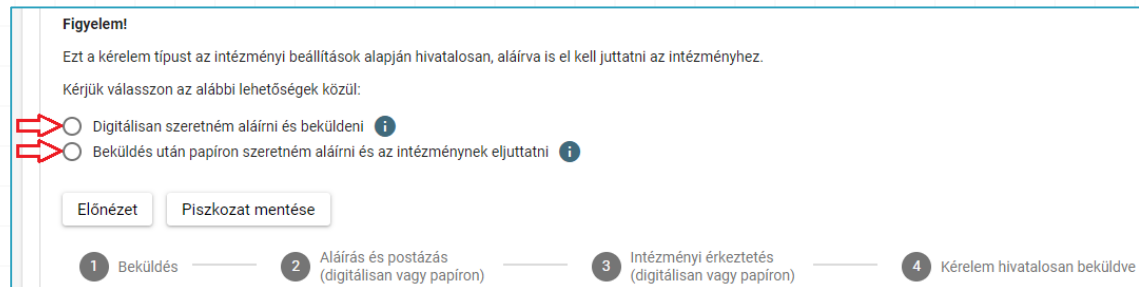 Figyelem!
Ezt a kérelem típust az intézményi beállítások alapján hivatalosan, aláírva is el kell juttatni az intézményhez.
Kérjük válasszon az alábbi lehetőségek közül:
Digitálisan szeretném aláírni és beküldeni i
Beküldés után papíron szeretném aláírni és az intézménynek eljuttatni i
Előnézet Piszkozat mentése
1 Beküldés
2 Aláírás és postázás
(digitálisan vagy papíron)
3 Intézményi érkeztetés
(digitálisan vagy papíron)
4 Kérelem hivatalosan beküldve